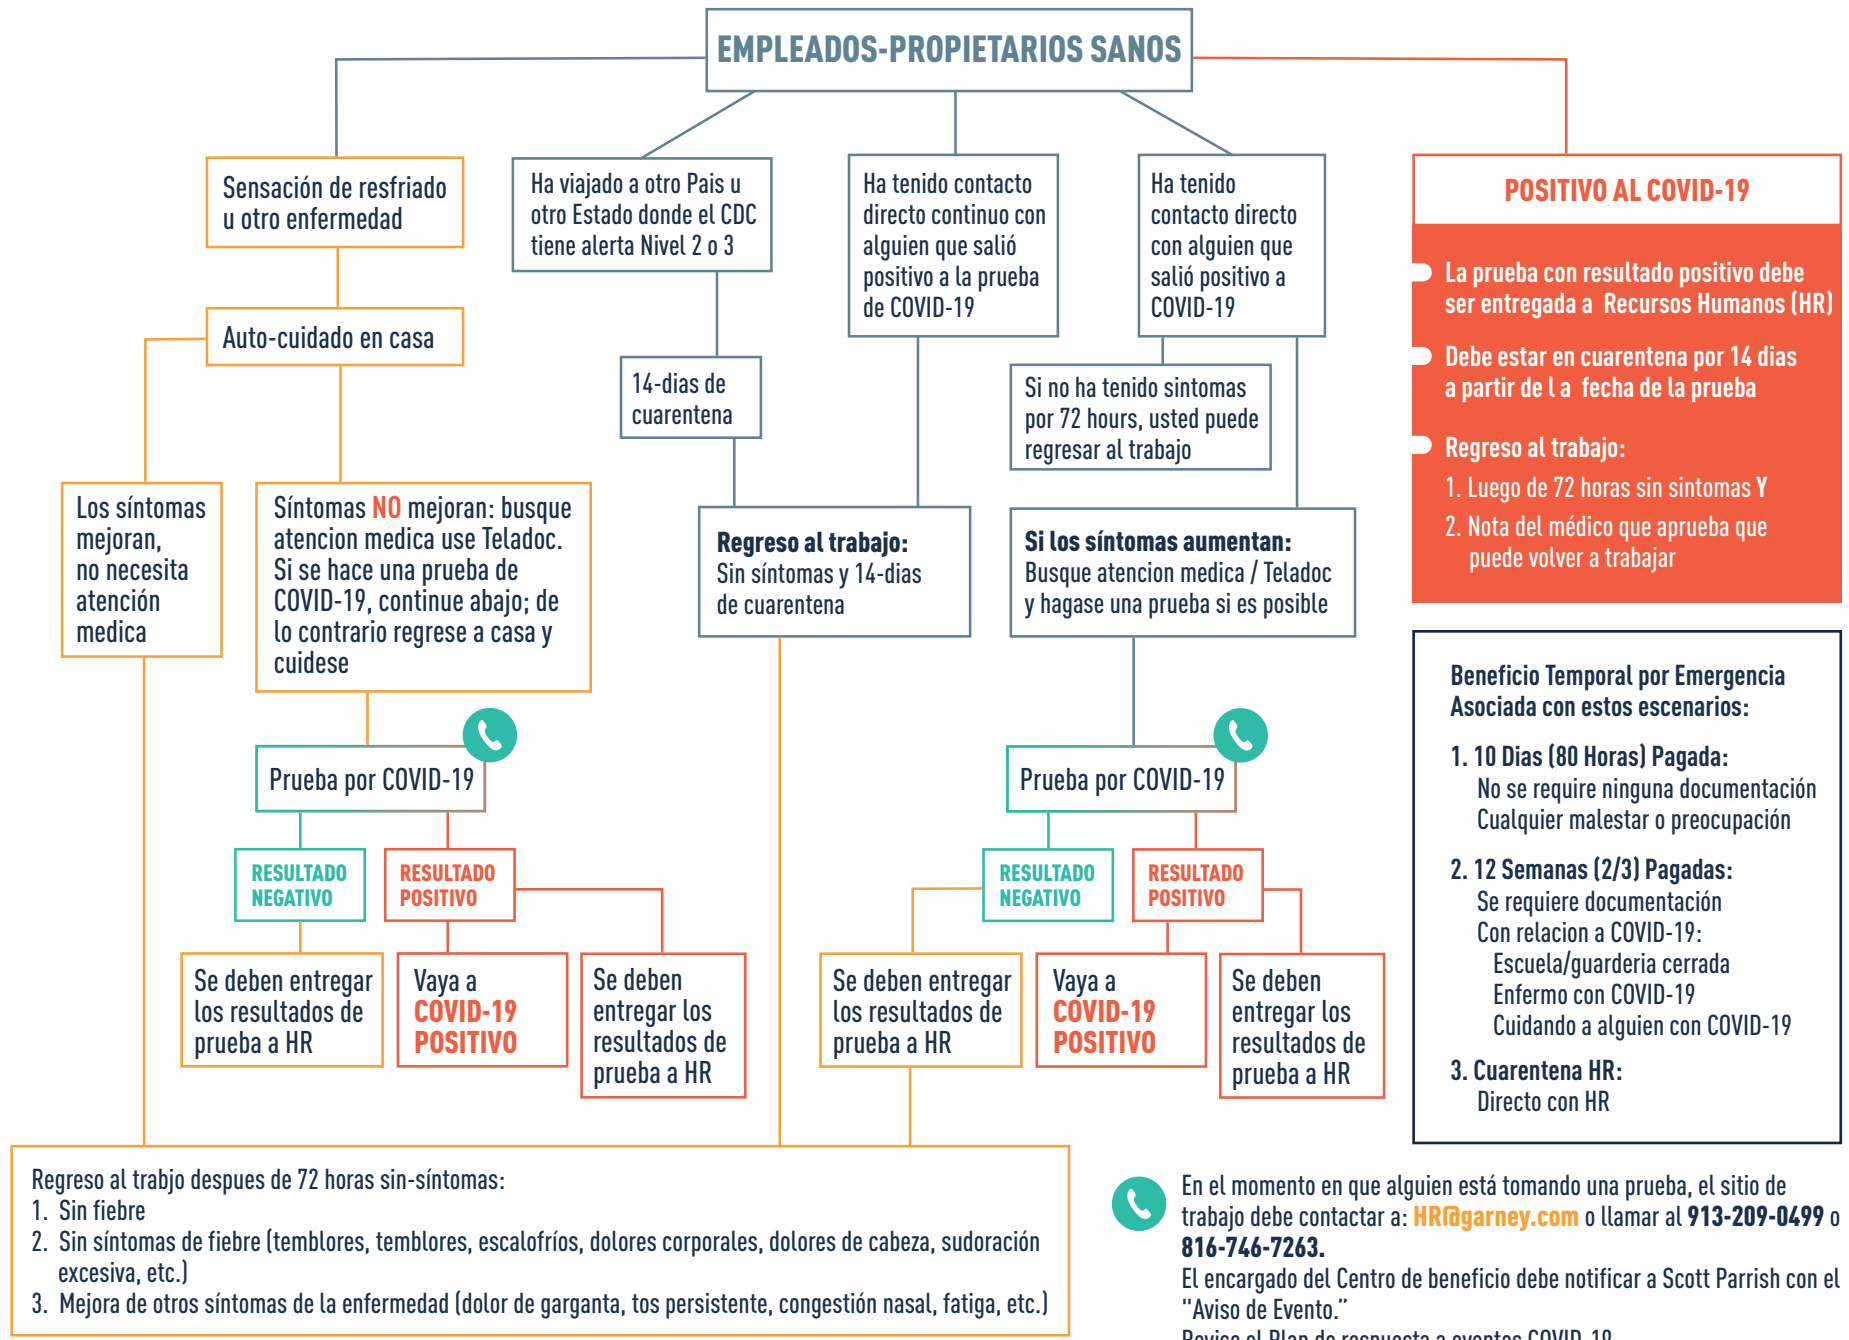 EMPLEADOS-PROPIETARIOS SANOS
Sensación de resfriado
u otro enfermedad
Auto-cuidado en casa
Los síntomas
mejoran,
no necesita
atención
medica
Síntomas NO mejoran: busque
atencion medica use Teladoc.
Si se hace una prueba de
COVID-19, continue abajo; de
lo contrario regrese a casa y
cuidese
Prueba por COVID-19
RESULTADO
NEGATIVO
RESULTADO
POSITIVO
Se deben entregar
los resultados de
prueba a HR
Vaya a
COVID-19
POSITIVO
Se deben
entregar los
resultados de
prueba a HR
Ha viajado a otro Pais u
otro Estado donde el CDC
tiene alerta Nivel 2 o 3
14-dias de
cuarentena
Ha tenido contacto
directo continuo con
alguien que salió
positivo a la prueba
de COVID-19
Regreso al trabajo:
Sin síntomas y 14-dias
de cuarentena
Ha tenido
contacto directo
con alguien que
salió positivo a
COVID-19
Si no ha tenido sintomas
por 72 hours, usted puede
regresar al trabajo
Si los síntomas aumentan:
Busque atencion medica / Teladoc
y hagase una prueba si es posible
Prueba por COVID-19
RESULTADO
NEGATIVO
RESULTADO
POSITIVO
Se deben entregar
los resultados de
prueba a HR
Vaya a
COVID-19
POSITIVO
Se deben
entregar los
resultados de
prueba a HR
POSITIVO AL COVID-19
La prueba con resultado positivo debe
ser entregada a Recursos Humanos (HR)
Debe estar en cuarentena por 14 dias
a partir de l a fecha de la prueba
Regreso al trabajo:
1. Luego de 72 horas sin sintomas Y
2. Nota del médico que aprueba que
puede volver a trabajar
Beneficio Temporal por Emergencia
Asociada con estos escenarios:
1. 10 Dias (80 Horas) Pagada:
No se require ninguna documentación
Cualquier malestar o preocupación
2. 12 Semanas (2/3) Pagadas:
Se requiere documentación
Con relacion a COVID-19:
Escuela/guarderia cerrada
Enfermo con COVID-19
Cuidando a alguien con COVID-19
3. Cuarentena HR:
Directo con HR
Regreso al trabjo despues de 72 horas sin-síntomas:
1. Sin fiebre
2. Sin síntomas de fiebre (temblores, temblores, escalofríos, dolores corporales, dolores de cabeza, sudoración
excesiva, etc.)
3. Mejora de otros síntomas de la enfermedad (dolor de garganta, tos persistente, congestión nasal, fatiga, etc.)
En el momento en que alguien está tomando una prueba, el sitio de
trabajo debe contactar a: HR@garney.com o llamar al 913-209-0499 o
816-746-7263.
El encargado del Centro de beneficio debe notificar a Scott Parrish con el
"Aviso de Evento.”
Revise el Plan de respuesta a eventos COVID-19